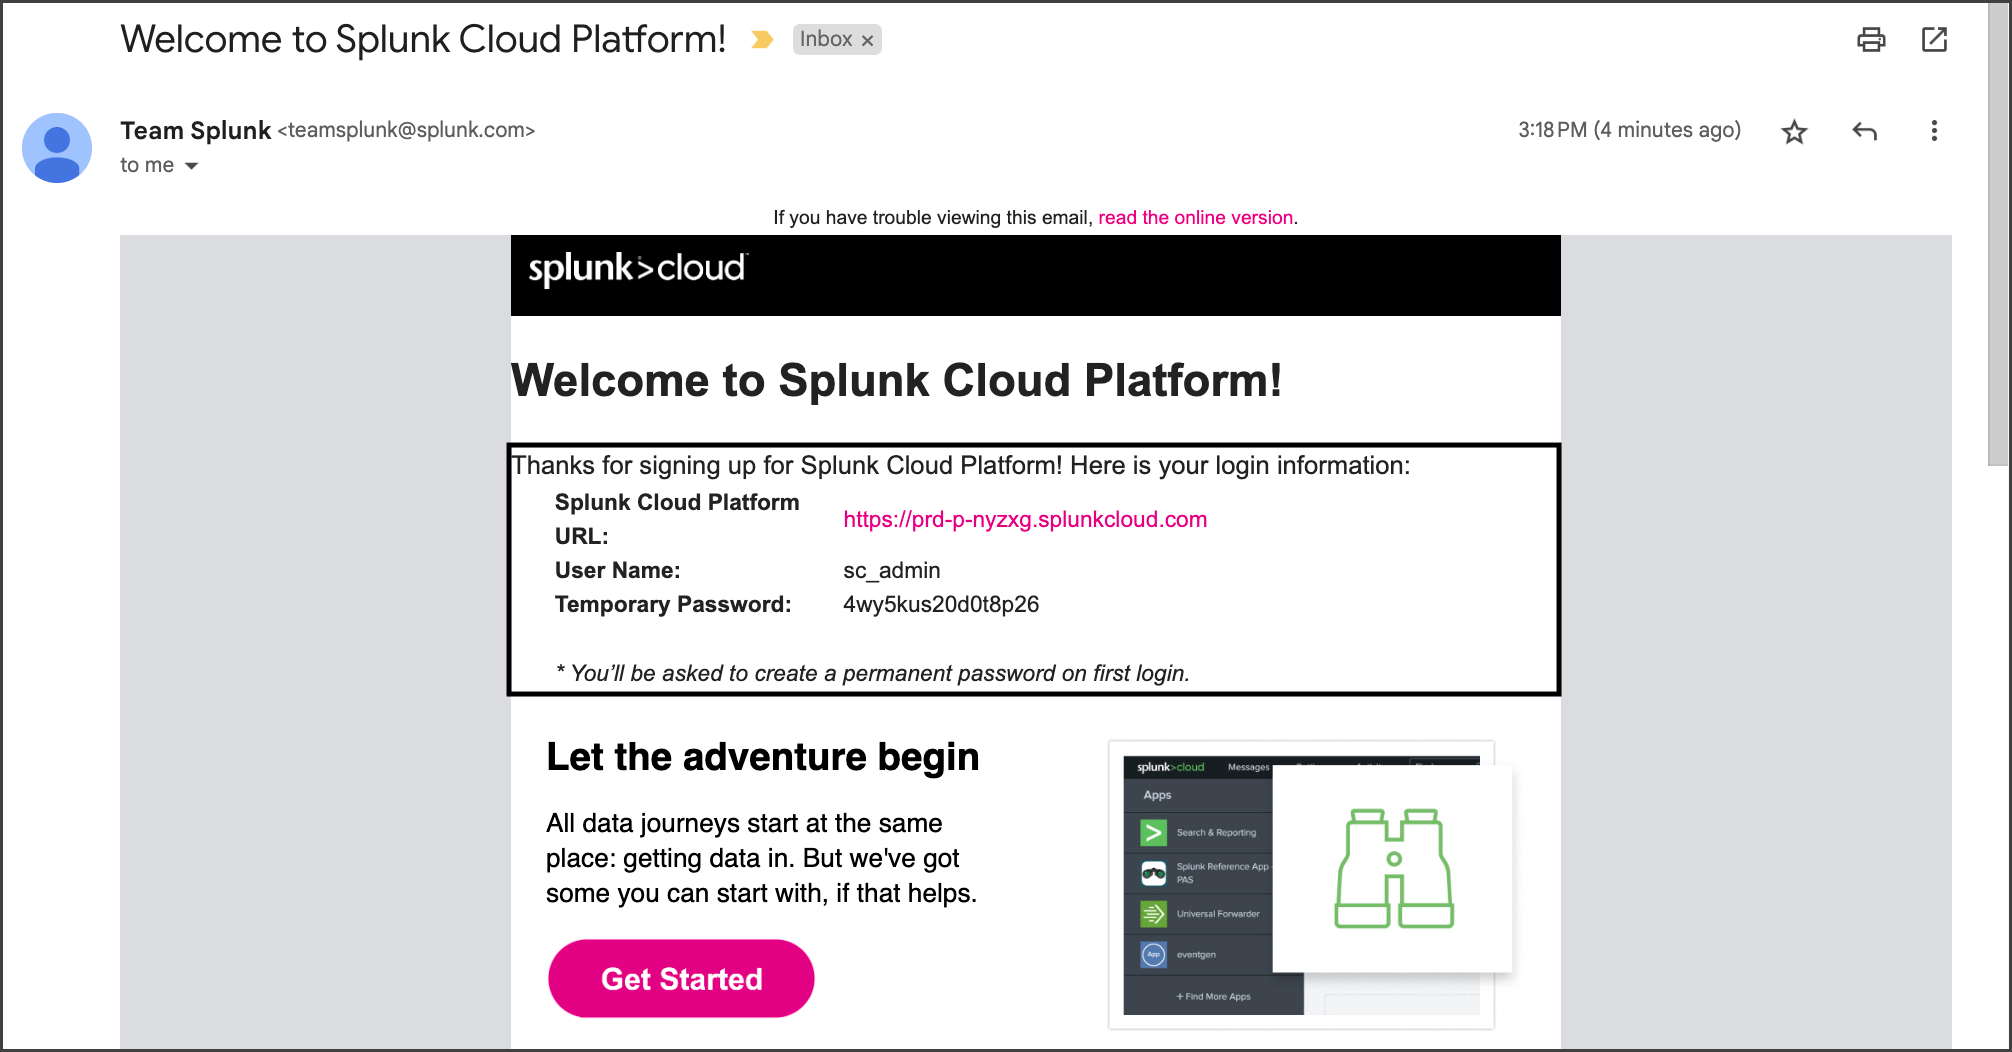 Welcome to Splunk Cloud Platform!
Inbox ×
Team Splunk <teamsplunk@splunk.com>
3:18 PM (4 minutes ago)
to me
If you have trouble viewing this email, read the online version.
splunk>cloud
Welcome to Splunk Cloud Platform!
Thanks for signing up for Splunk Cloud Platform! Here is your login information:
Splunk Cloud Platform
URL:
https://prd-p-nyzxg.splunkcloud.com
User Name: sc_admin
Temporary Password: 4wy5kus20d0t8p26
* You’ll be asked to create a permanent password on first login.
Let the adventure begin
All data journeys start at the same
place: getting data in. But we've got
some you can start with, if that helps.
Get Started
splunk>cloud Messages
Apps
Search & Reporting
Splunk Reference App
PAS
Universal Forwarder
App eventgen
+ Find More Apps